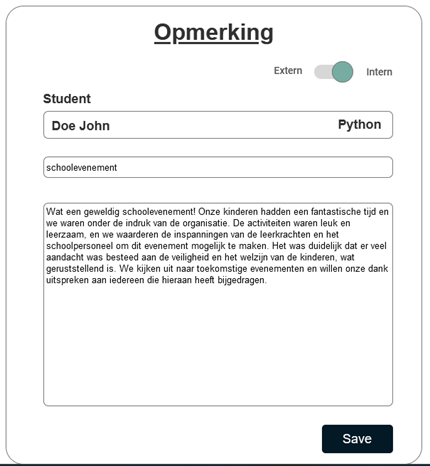 Opmerking
Extern
Intern
Student
Doe John
Python
schoolevenement
Wat een geweldig schoolevenement! Onze kinderen hadden een fantastische tijd en
we waren onder de indruk van de organisatie. De activiteiten waren leuk en
leerzaam, en we waarderen de inspanningen van de leerkrachten en het
schoolpersoneel om dit evenement mogelijk te maken. Het was duidelijk dat er veel
aandacht was besteed aan de veiligheid en het welzijn van de kinderen, wat
geruststellend is. We kijken uit naar toekomstige evenementen en willen onze dank
uitspreken aan iedereen die hieraan heeft bijgedragen.
Save